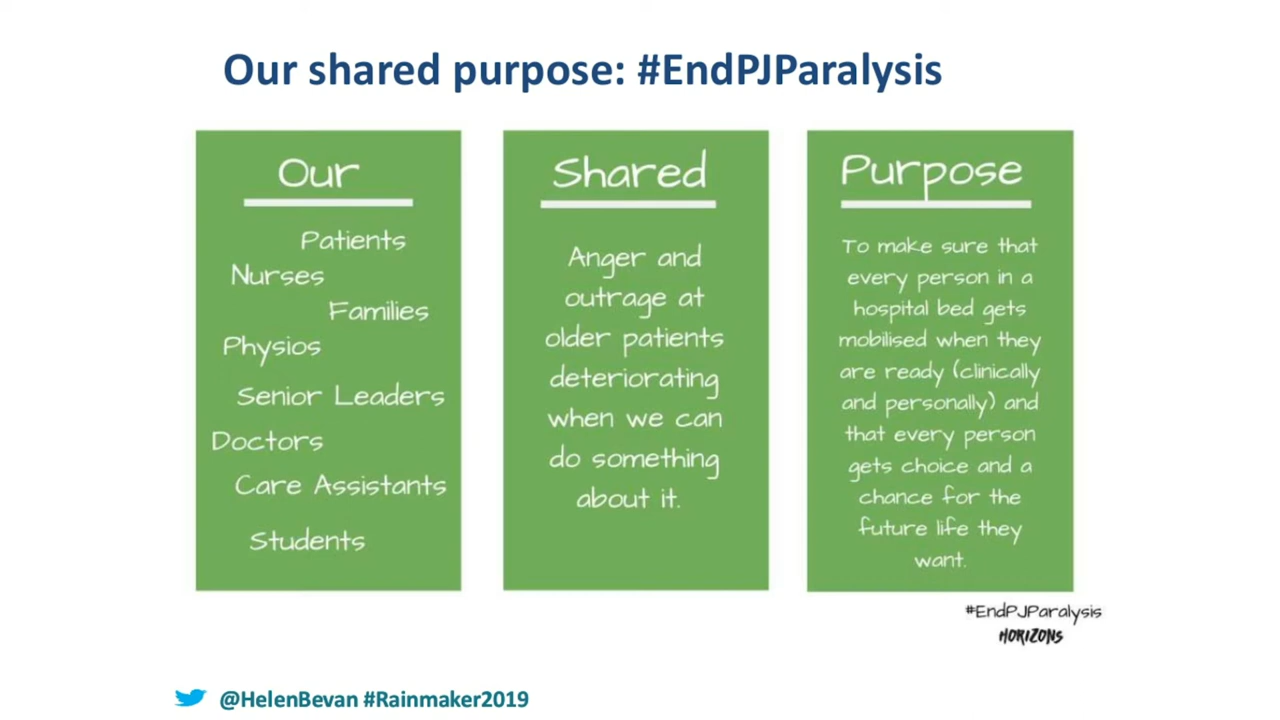 Our shared purpose: #EndPJParalysis
Our
Patients
Nurses
Families
Physios
Senior Leaders
Doctors
Care Assistants
Students
Shared
Anger and
outrage at
older patients
deteriorating
when we can
do something
about it.
Purpose
To make sure that
every person in a
hospital bed gets
mobilised when they
are ready (clinically
and personally) and
that every person
gets choice and a
chance for the
future life they
want.
#EndPJParalysis
HORIZONS
@HelenBevan #Rainmaker2019